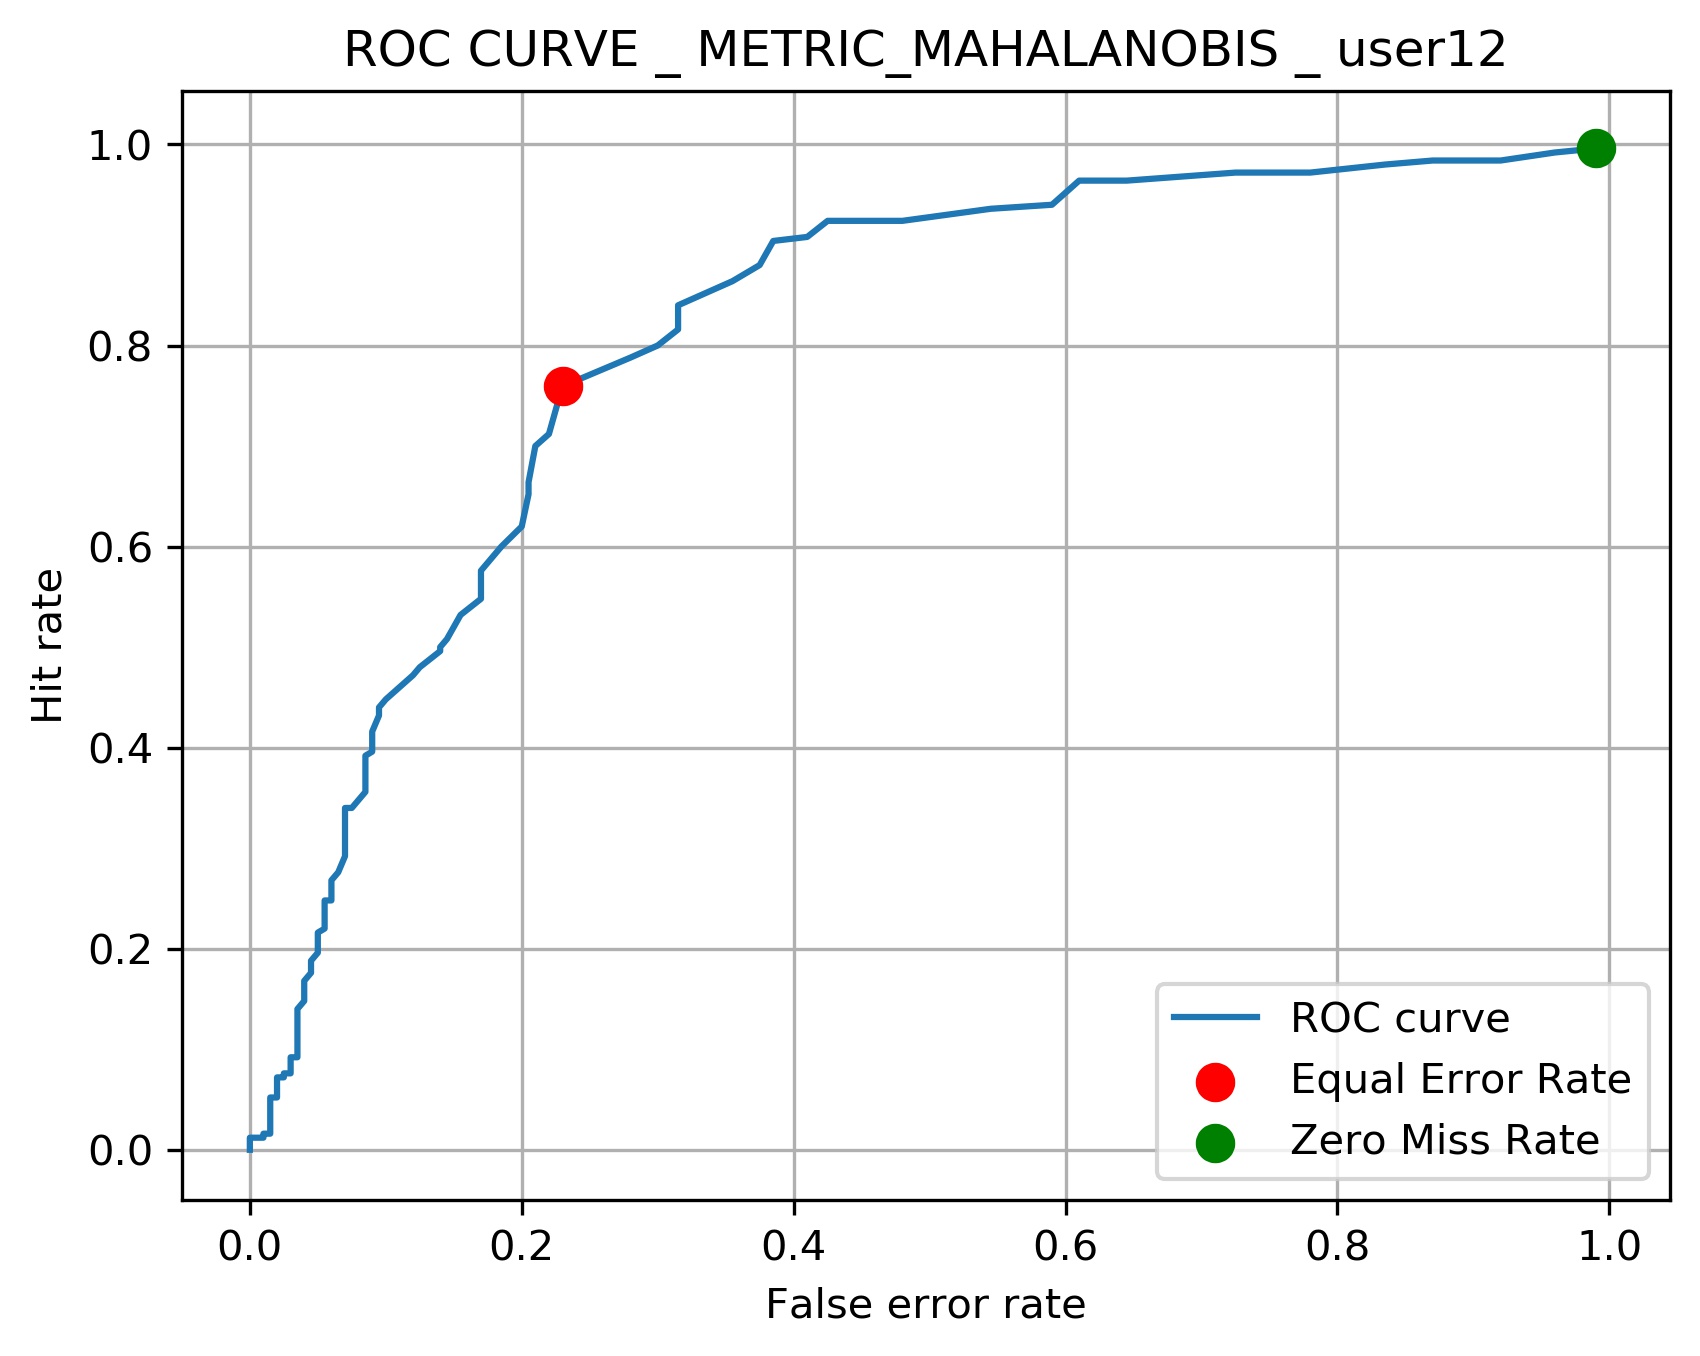 ROC CURVE _ METRIC_MAHALANOBIS _ user12
1.0
0.8
0.6
0.4
0.2
0.0
Hit rate
ROC curve
Equal Error Rate
Zero Miss Rate
0.0 0.2 0.4 0.6 0.8 1.0
False error rate